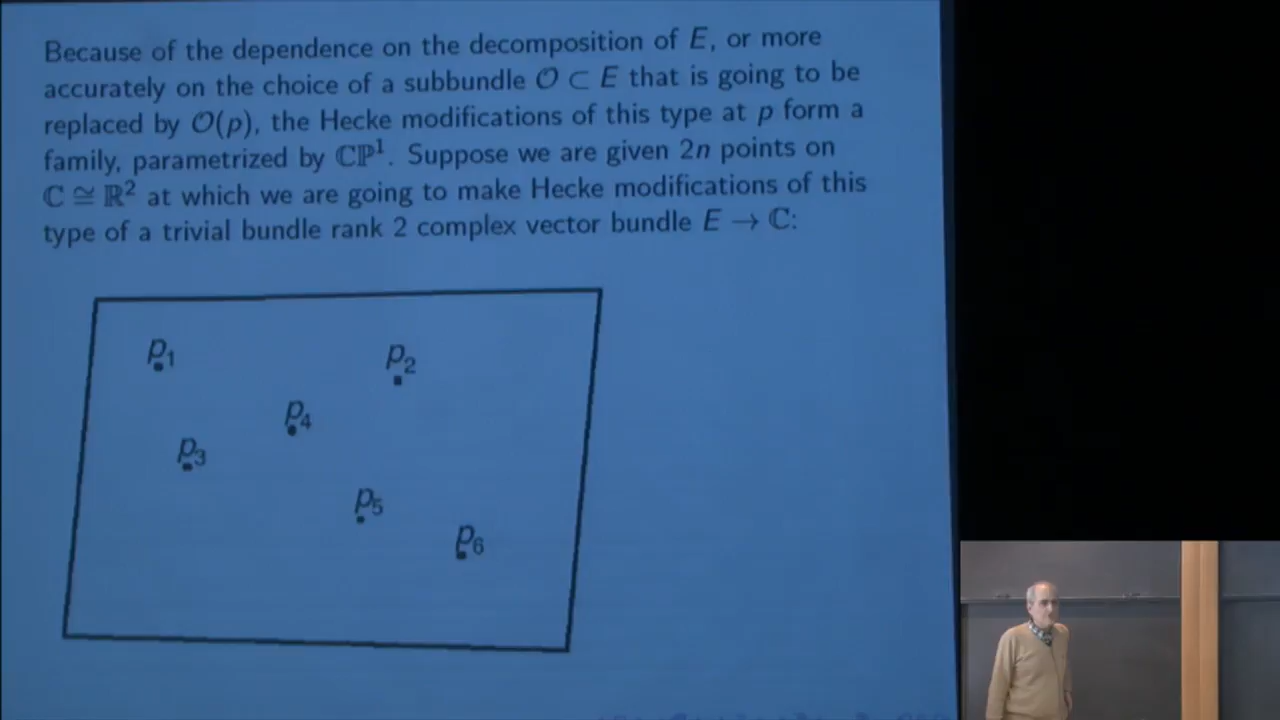 Because of the dependence on the decomposition of E, or more
accurately on the choice of a subbundle 𝒪 ⊂ E that is going to be
replaced by 𝒪(p), the Hecke modifications of this type at p form a
family, parametrized by ℂℙ¹. Suppose we are given 2n points on
ℂ ≅ ℝ² at which we are going to make Hecke modifications of this
type of a trivial bundle rank 2 complex vector bundle E → ℂ:
p₁
p₂
p₄
p₃
p₅
p₆